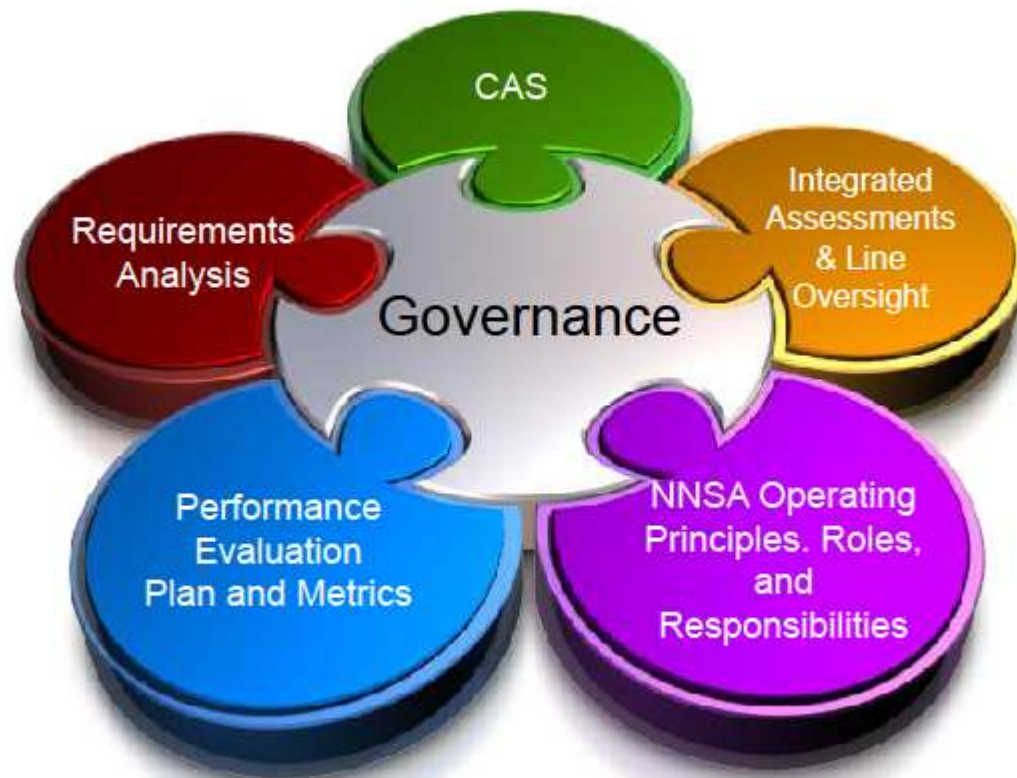 CAS
Requirements
Analysis
Integrated
Assessments
& Line
Oversight
Governance
Performance
Evaluation
Plan and Metrics
NNSA Operating
Principles. Roles,
and
Responsibilities